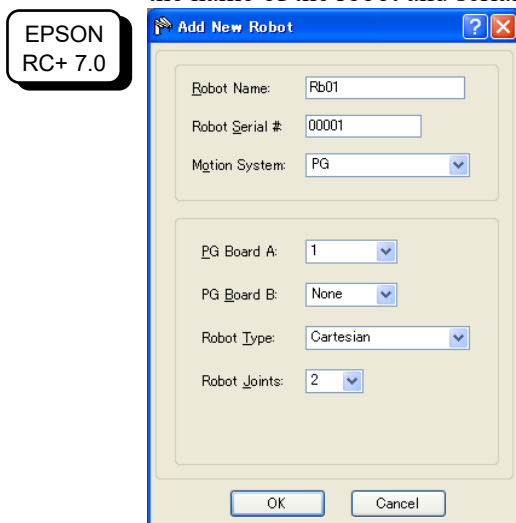 EPSON
RC+ 7.0
Add New Robot
Robot Name: Rb01
Robot Serial # 00001
Motion System: PG
PG Board A: 1
PG Board B: None
Robot Type: Cartesian
Robot Joints: 2
OK Cancel